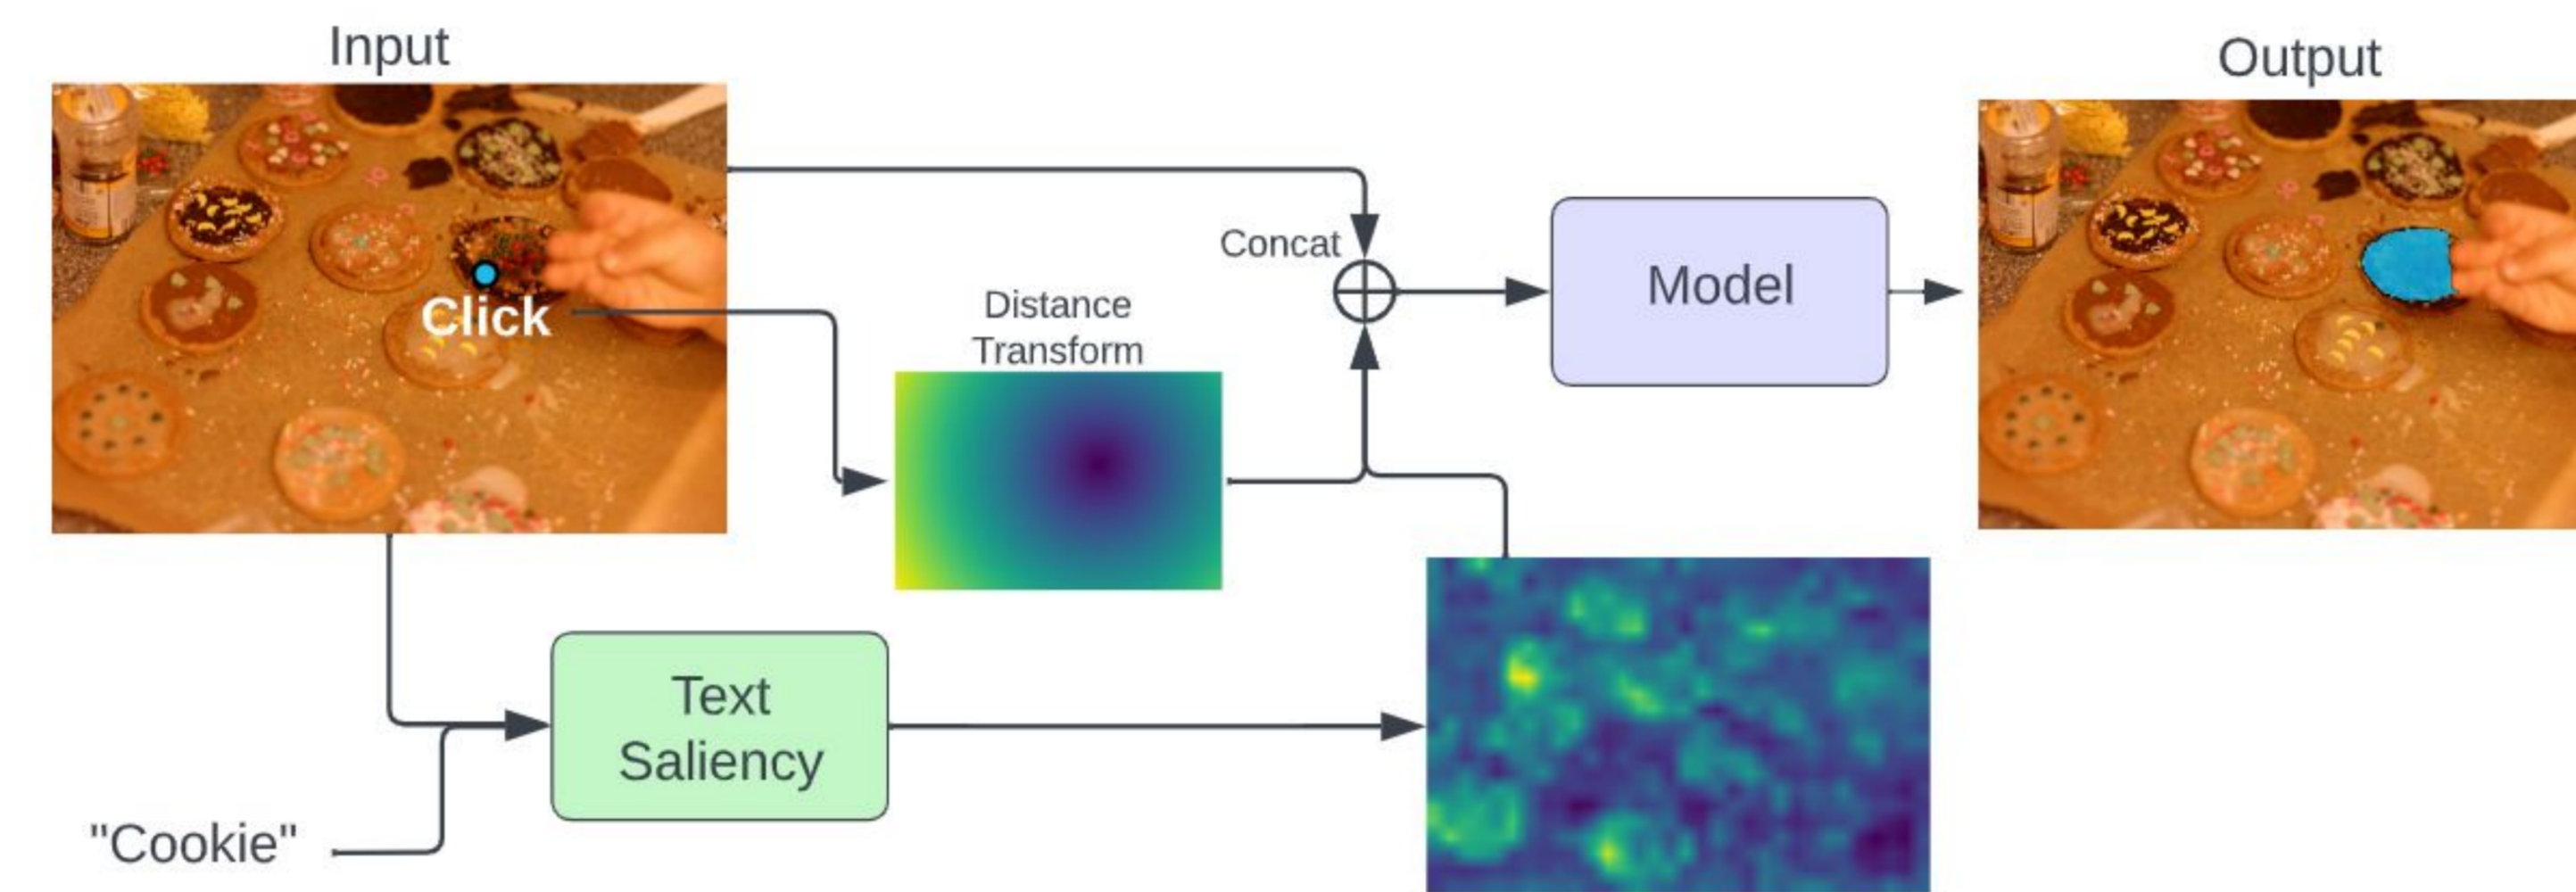 Input
Output
Click
Concat
Distance
Transform
Model
Text
Saliency
"Cookie"